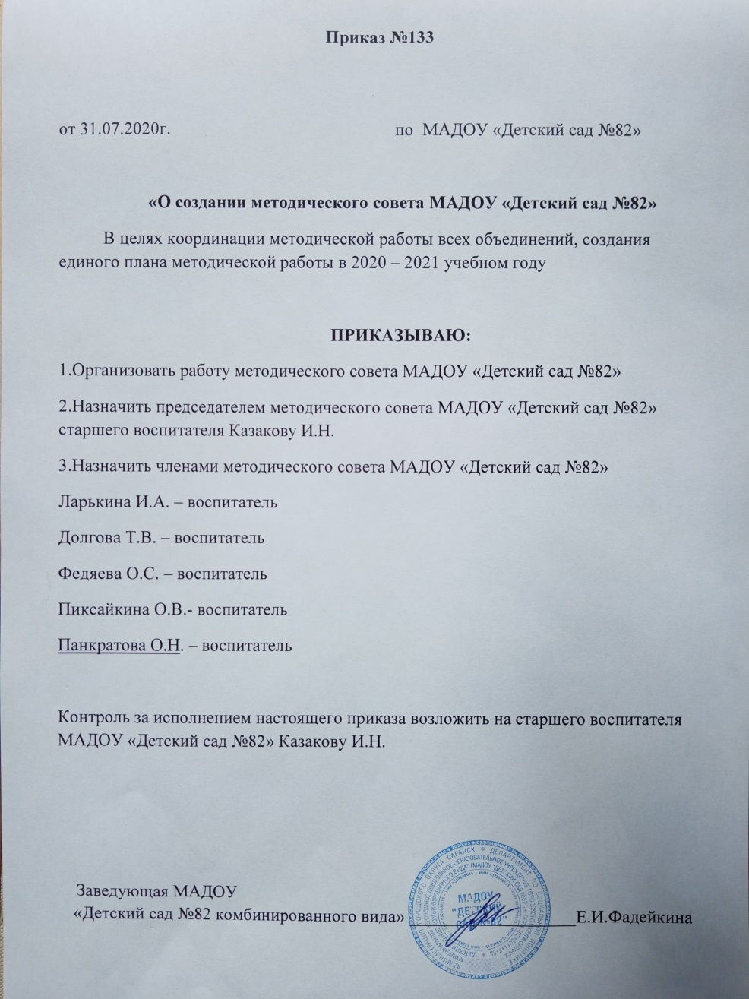 Приказ №133
от 31.07.2020г. по МАДОУ «Детский сад №82»
«О создании методического совета МАДОУ «Детский сад №82»
В целях координации методической работы всех объединений, создания
единого плана методической работы в 2020 – 2021 учебном году
ПРИКАЗЫВАЮ:
1.Организовать работу методического совета МАДОУ «Детский сад №82»
2.Назначить председателем методического совета МАДОУ «Детский сад №82»
старшего воспитателя Казакову И.Н.
3.Назначить членами методического совета МАДОУ «Детский сад №82»
Ларькина И.А. – воспитатель
Долгова Т.В. – воспитатель
Федяева О.С. – воспитатель
Пиксайкина О.В.- воспитатель
Панкратова О.Н. – воспитатель
Контроль за исполнением настоящего приказа возложить на старшего воспитателя
МАДОУ «Детский сад №82» Казакову И.Н.
Заведующая МАДОУ
«Детский сад №82 комбинированного вида» Е.И.Фадейкина
МАДОУ
"ДЕТСКИЙ
САД №82"